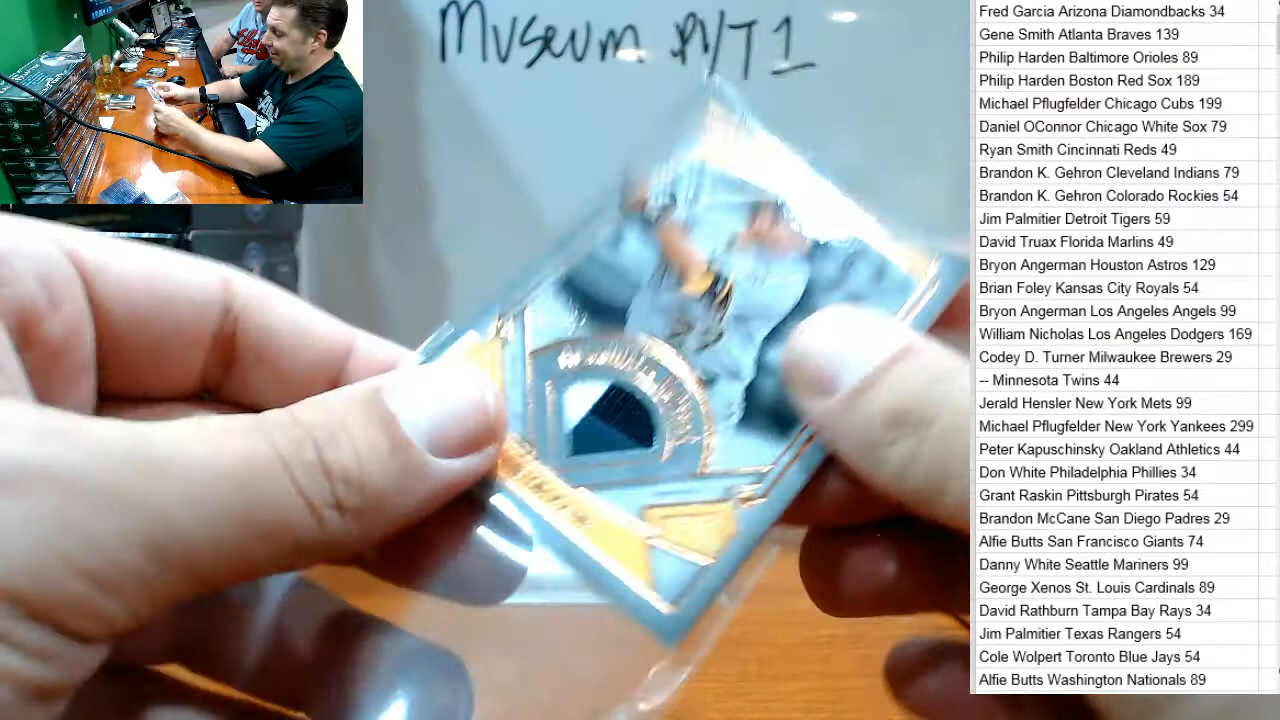 Museum P/T 1
Fred Garcia Arizona Diamondbacks 34
Gene Smith Atlanta Braves 139
Philip Harden Baltimore Orioles 89
Philip Harden Boston Red Sox 189
Michael Pflugfelder Chicago Cubs 199
Daniel OConnor Chicago White Sox 79
Ryan Smith Cincinnati Reds 49
Brandon K. Gehron Cleveland Indians 79
Brandon K. Gehron Colorado Rockies 54
Jim Palmitier Detroit Tigers 59
David Truax Florida Marlins 49
Bryon Angerman Houston Astros 129
Brian Foley Kansas City Royals 54
Bryon Angerman Los Angeles Angels 99
William Nicholas Los Angeles Dodgers 169
Codey D. Turner Milwaukee Brewers 29
-- Minnesota Twins 44
Jerald Hensler New York Mets 99
Michael Pflugfelder New York Yankees 299
Peter Kapuschinsky Oakland Athletics 44
Don White Philadelphia Phillies 34
Grant Raskin Pittsburgh Pirates 54
Brandon McCane San Diego Padres 29
Alfie Butts San Francisco Giants 74
Danny White Seattle Mariners 99
George Xenos St. Louis Cardinals 89
David Rathburn Tampa Bay Rays 34
Jim Palmitier Texas Rangers 54
Cole Wolpert Toronto Blue Jays 54
Alfie Butts Washington Nationals 89